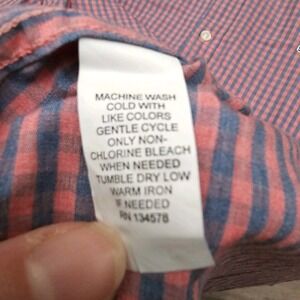 MACHINE WASH
COLD WITH
LIKE COLORS
GENTLE CYCLE
ONLY NON-
CHLORINE BLEACH
WHEN NEEDED
TUMBLE DRY LOW
WARM IRON
IF NEEDED
RN 134578